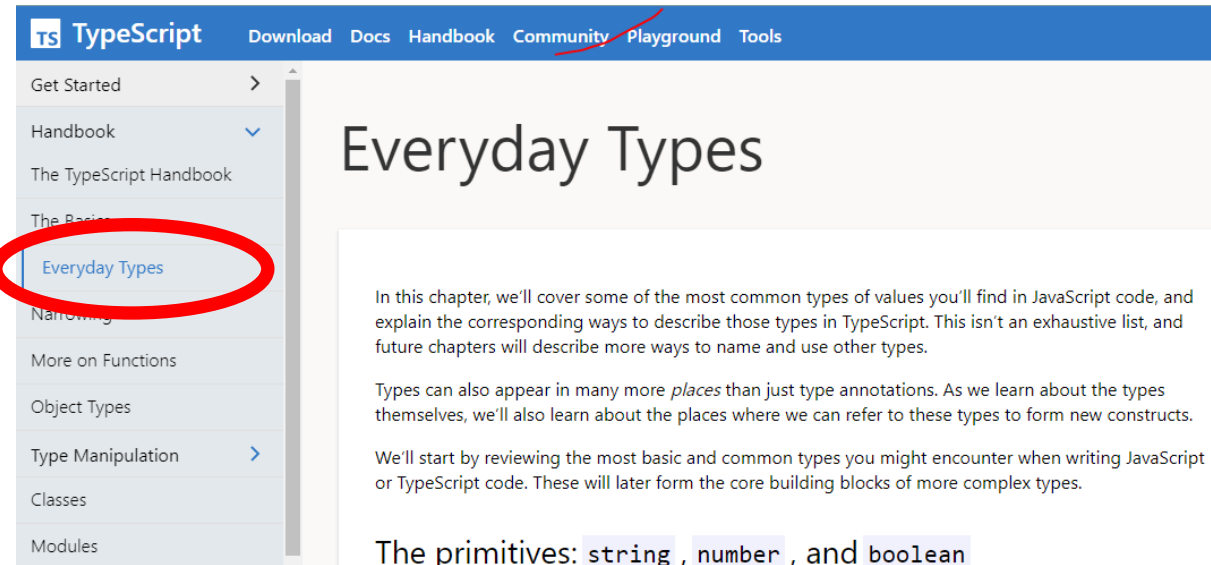 TS TypeScript Download Docs Handbook Community Playground Tools
Get Started
Handbook
The TypeScript Handbook
The Basics
Everyday Types
Narrowing
More on Functions
Object Types
Type Manipulation
Classes
Modules
Everyday Types
In this chapter, we’ll cover some of the most common types of values you’ll find in JavaScript code, and
explain the corresponding ways to describe those types in TypeScript. This isn’t an exhaustive list, and
future chapters will describe more ways to name and use other types.
Types can also appear in many more places than just type annotations. As we learn about the types
themselves, we’ll also learn about the places where we can refer to these types to form new constructs.
We’ll start by reviewing the most basic and common types you might encounter when writing JavaScript
or TypeScript code. These will later form the core building blocks of more complex types.
The primitives: string , number , and boolean